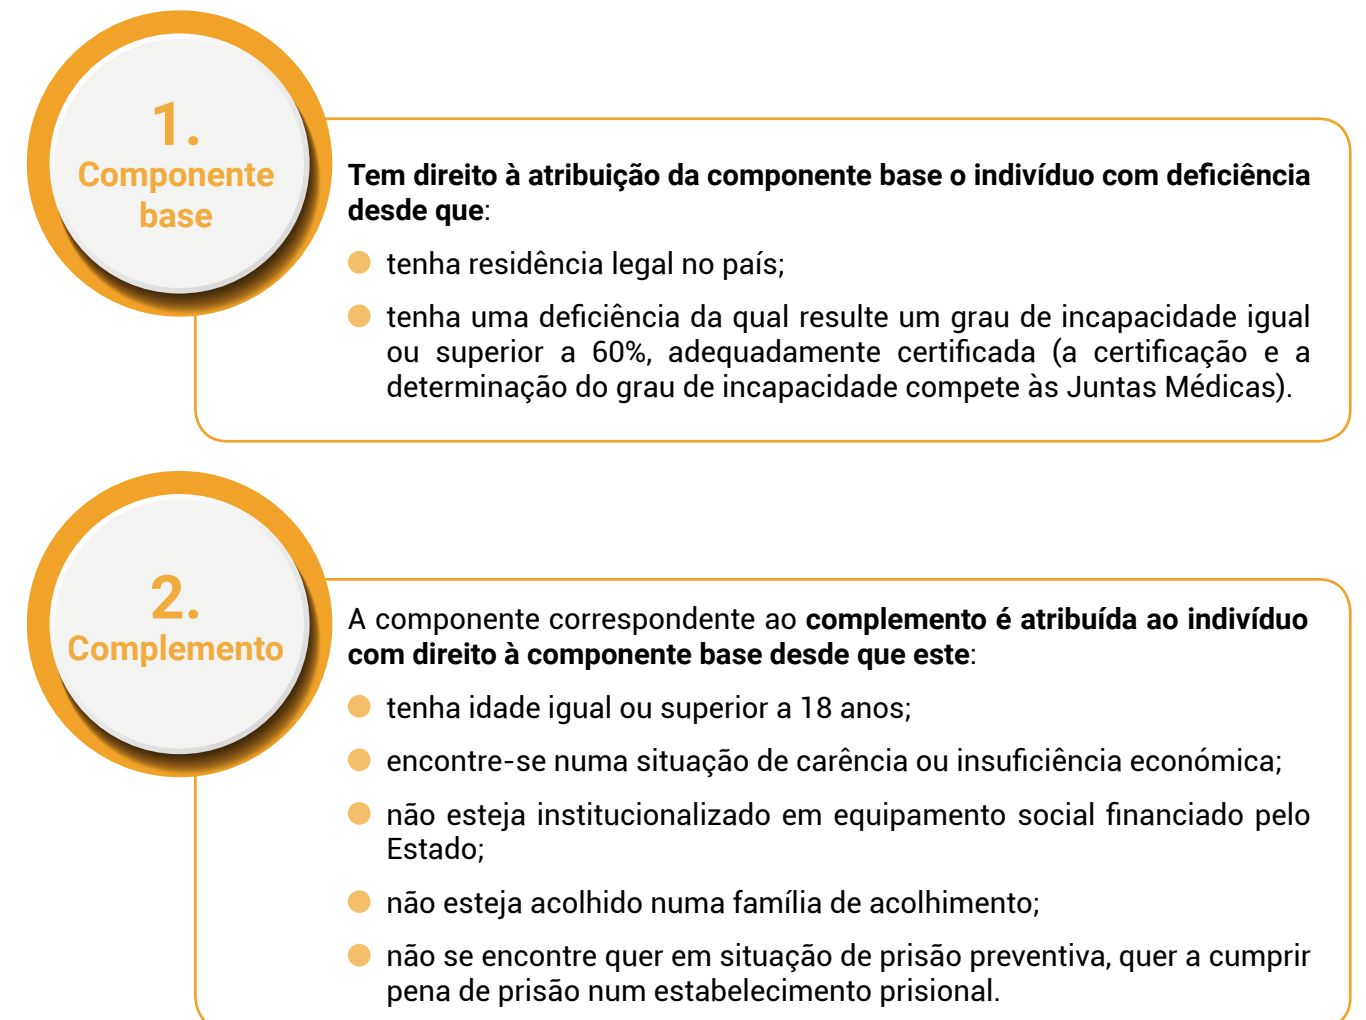 1.
Componente
base
Tem direito à atribuição da componente base o indivíduo com deficiência
desde que:
tenha residência legal no país;
tenha uma deficiência da qual resulte um grau de incapacidade igual
ou superior a 60%, adequadamente certificada (a certificação e a
determinação do grau de incapacidade compete às Juntas Médicas).
2.
Complemento
A componente correspondente ao complemento é atribuída ao indivíduo
com direito à componente base desde que este:
tenha idade igual ou superior a 18 anos;
encontre-se numa situação de carência ou insuficiência económica;
não esteja institucionalizado em equipamento social financiado pelo
Estado;
não esteja acolhido numa família de acolhimento;
não se encontre quer em situação de prisão preventiva, quer a cumprir
pena de prisão num estabelecimento prisional.